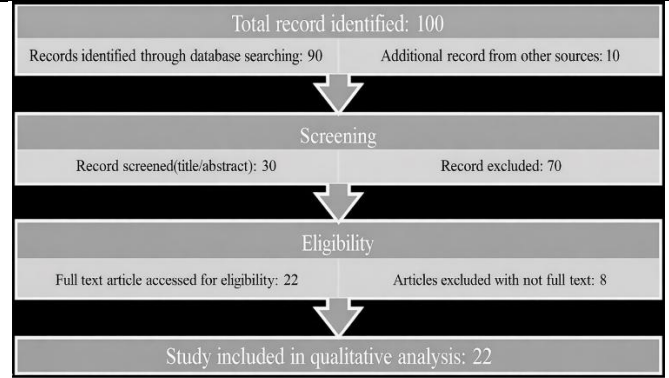 Total record identified: 100
Records identified through database searching: 90
Additional record from other sources: 10
Screening
Record screened(title/abstract): 30
Record excluded: 70
Eligibility
Full text article accessed for eligibility: 22
Articles excluded with not full text: 8
Study included in qualitative analysis: 22